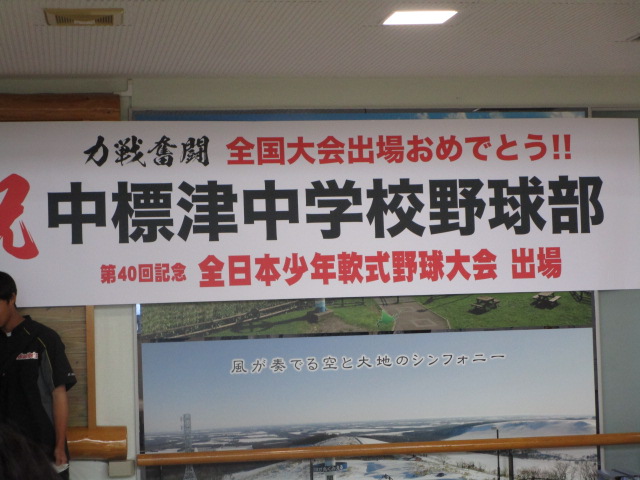 祝
力戦奮闘 全国大会出場おめでとう!!
中標津中学校野球部
第40回記念 全日本少年軟式野球大会 出場
風が奏でる空と大地のシンフォニー